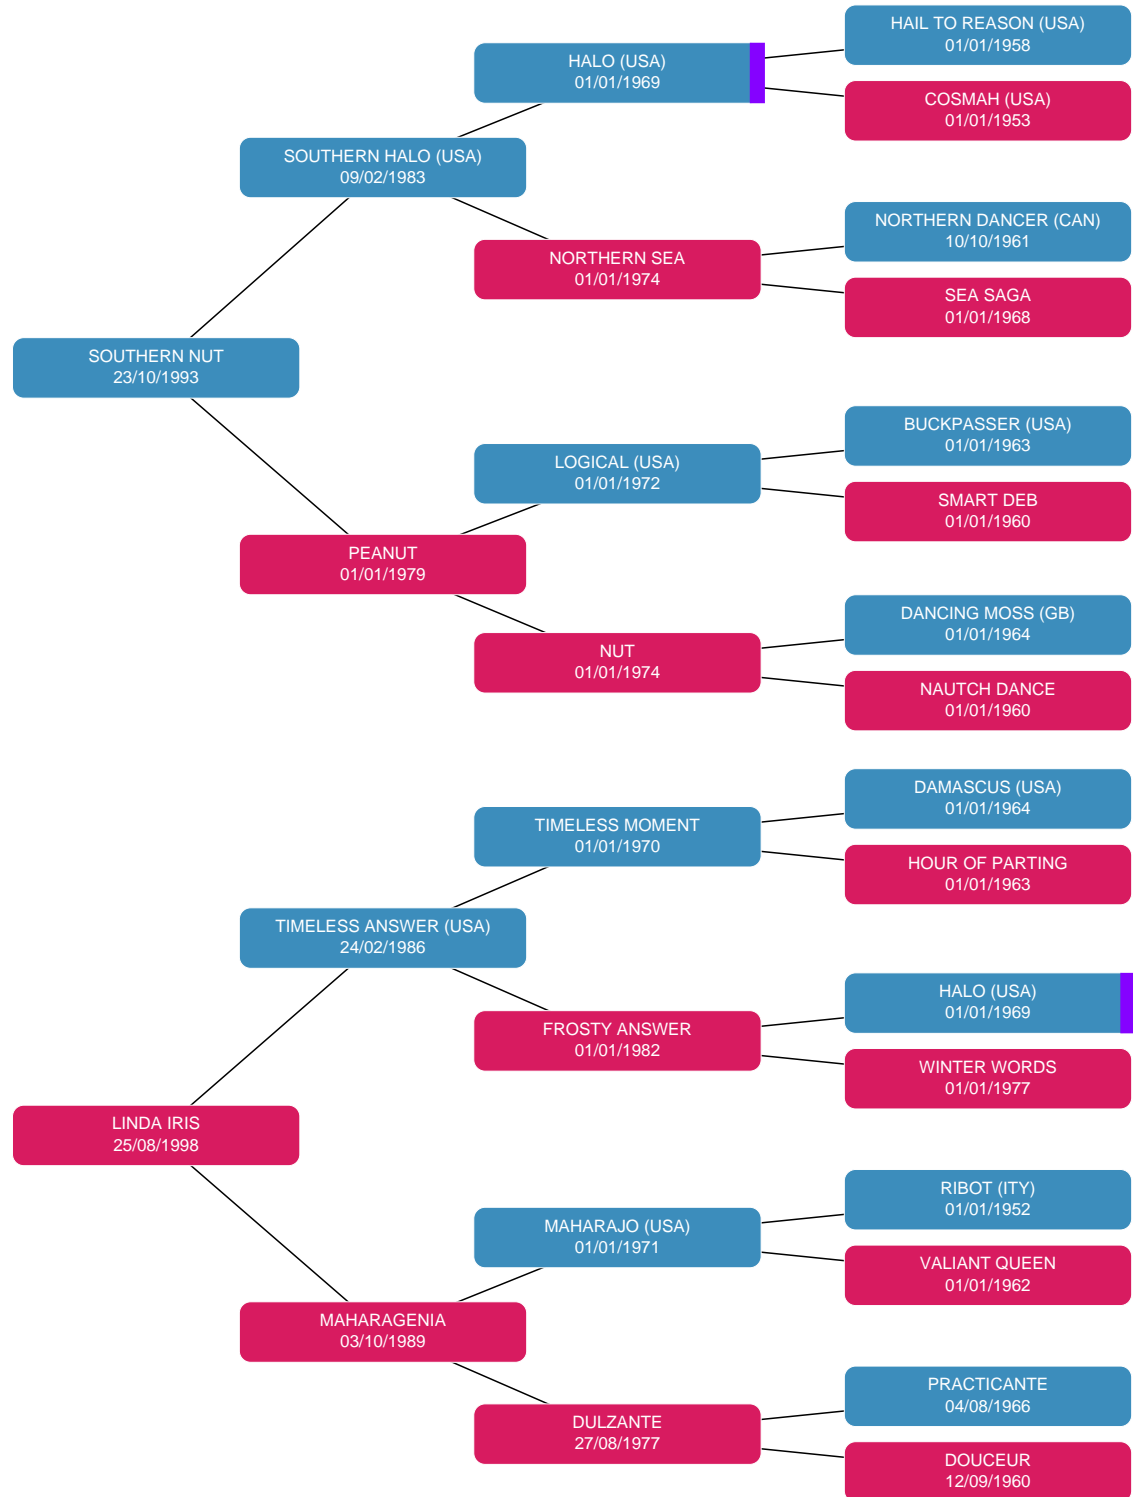 HAIL TO REASON (USA)
01/01/1958
HALO (USA)
01/01/1969
COSMAH (USA)
01/01/1953
SOUTHERN HALO (USA)
09/02/1983
NORTHERN DANCER (CAN)
10/10/1961
NORTHERN SEA
01/01/1974
SEA SAGA
01/01/1968
SOUTHERN NUT
23/10/1993
BUCKPASSER (USA)
01/01/1963
LOGICAL (USA)
01/01/1972
SMART DEB
01/01/1960
PEANUT
01/01/1979
DANCING MOSS (GB)
01/01/1964
NUT
01/01/1974
NAUTCH DANCE
01/01/1960
DAMASCUS (USA)
01/01/1964
TIMELESS MOMENT
01/01/1970
HOUR OF PARTING
01/01/1963
TIMELESS ANSWER (USA)
24/02/1986
HALO (USA)
01/01/1969
FROSTY ANSWER
01/01/1982
WINTER WORDS
01/01/1977
LINDA IRIS
25/08/1998
RIBOT (ITY)
01/01/1952
MAHARAJO (USA)
01/01/1971
VALIANT QUEEN
01/01/1962
MAHARAGENIA
03/10/1989
PRACTICANTE
04/08/1966
DULZANTE
27/08/1977
DOUCEUR
12/09/1960